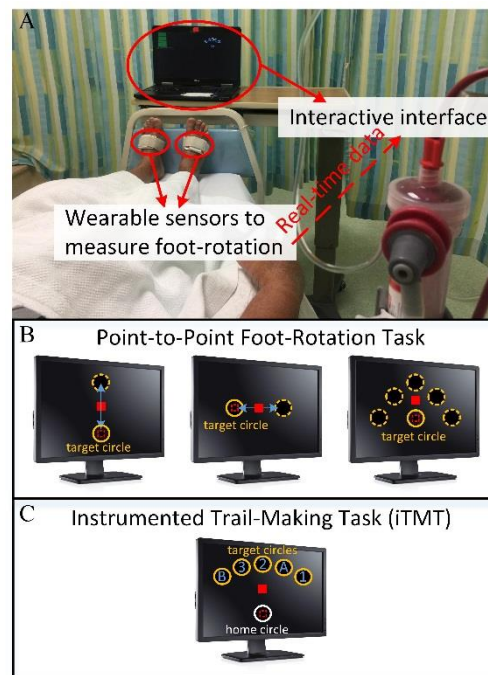 A
Interactive interface
Real-time data
Wearable sensors to
measure foot-rotation
B
Point-to-Point Foot-Rotation Task
target circle
target circle
target circle
C
Instrumented Trail-Making Task (iTMT)
target circles
B
3
2
A
1
home circle